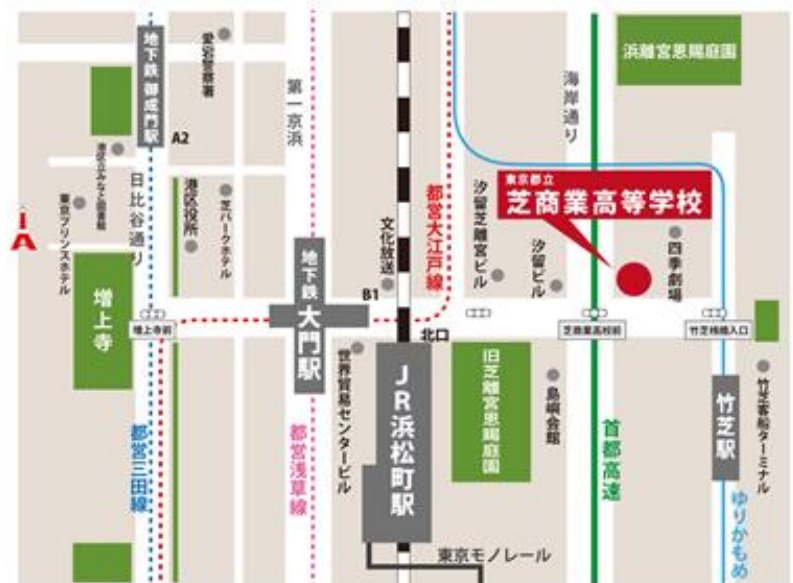 地下鉄 御成門駅
愛宕警察署
A2
第一京浜
海岸通り
浜離宮恩賜庭園
港区立みなと図書館
東京プリンスホテル
日比谷通り
港区役所
芝パークホテル
地下鉄 大門駅
文化放送
B1
都営大江戸線
汐留芝離宮ビル
汐留ビル
東京都立
芝商業高等学校
四季劇場
増上寺
増上寺前
北口
芝商業高校前
竹芝桟橋入口
世界貿易センタービル
JR浜松町駅
旧芝離宮恩賜庭園
島嶼会館
首都高速
竹芝駅
竹芝客船ターミナル
都営三田線
都営浅草線
ゆりかもめ
東京モノレール